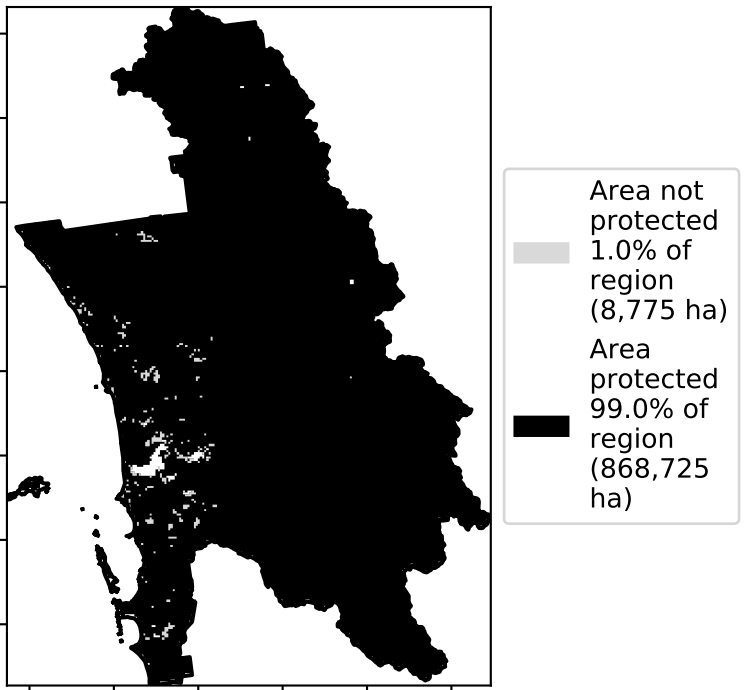 Area not
protected
1.0% of
region
(8,775 ha)
Area
protected
99.0% of
region
(868,725
ha)